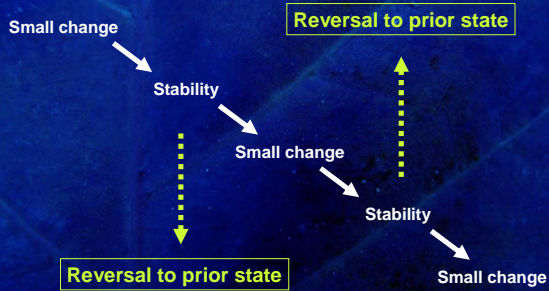 Reversal to prior state
Small change
Stability
Small change
Stability
Reversal to prior state
Small change